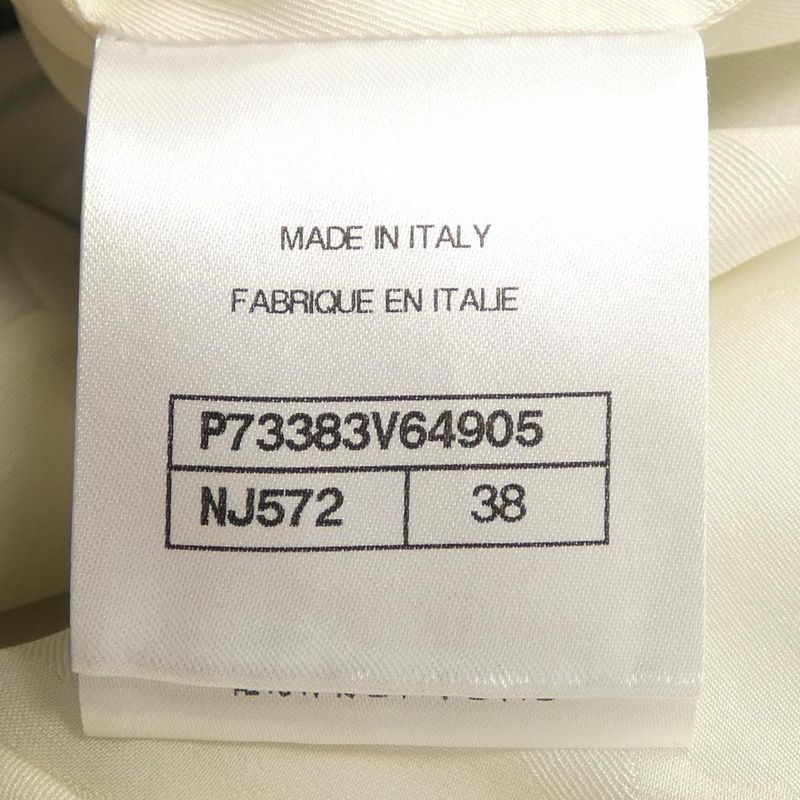 MADE IN ITALY
FABRIQUE EN ITALIE
P73383V64905
NJ572 38